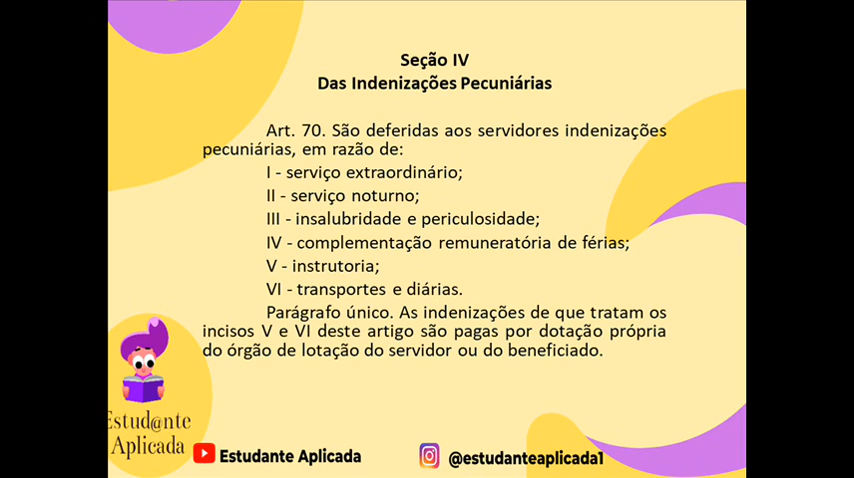 Seção IV
Das Indenizações Pecuniárias
Art. 70. São deferidas aos servidores indenizações
pecuniárias, em razão de:
I - serviço extraordinário;
II - serviço noturno;
III - insalubridade e periculosidade;
IV - complementação remuneratória de férias;
V - instrutoria;
VI - transportes e diárias.
Parágrafo único. As indenizações de que tratam os
incisos V e VI deste artigo são pagas por dotação própria
do órgão de lotação do servidor ou do beneficiado.
Estud@nte
Aplicada
Estudante Aplicada
@estudanteaplicada1